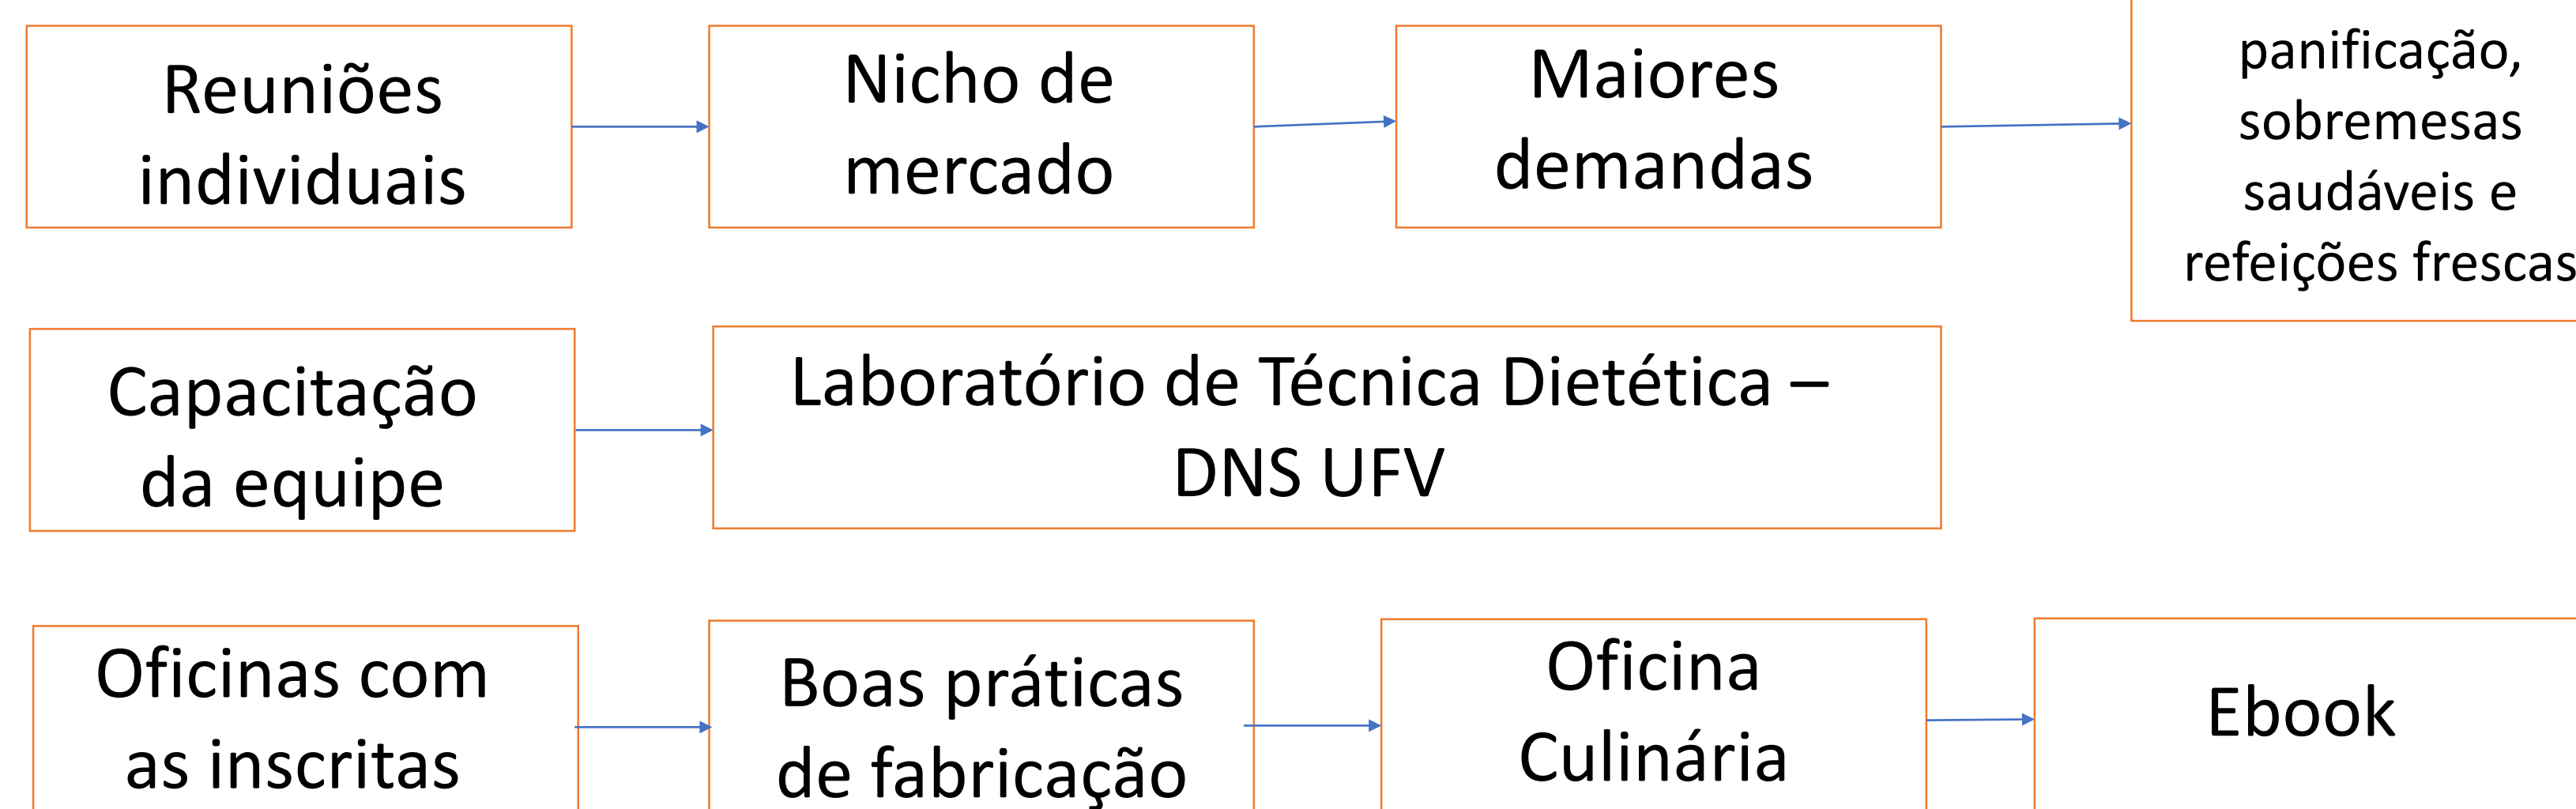 Reuniões
individuais
Nicho de
mercado
Maiores
demandas
panificação,
sobremesas
saudáveis e
refeições frescas
Capacitação
da equipe
Laboratório de Técnica Dietética –
DNS UFV
Oficinas com
as inscritas
Boas práticas
de fabricação
Oficina
Culinária
Ebook